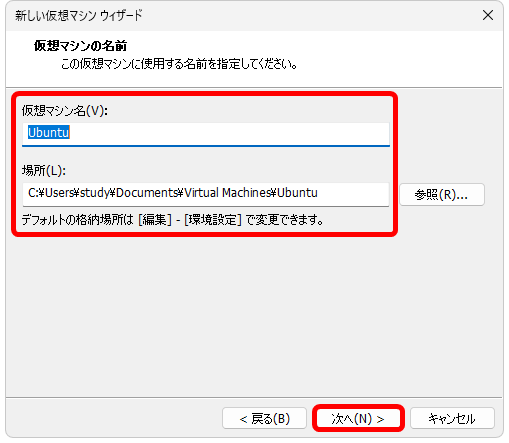 新しい仮想マシン ウィザード
仮想マシンの名前
この仮想マシンに使用する名前を指定してください。
仮想マシン名(V):
Ubuntu
場所(L):
C:¥Users¥study¥Documents¥Virtual Machines¥Ubuntu
参照(R)...
デフォルトの格納場所は [編集] - [環境設定] で変更できます。
< 戻る(B)
次へ(N) >
キャンセル